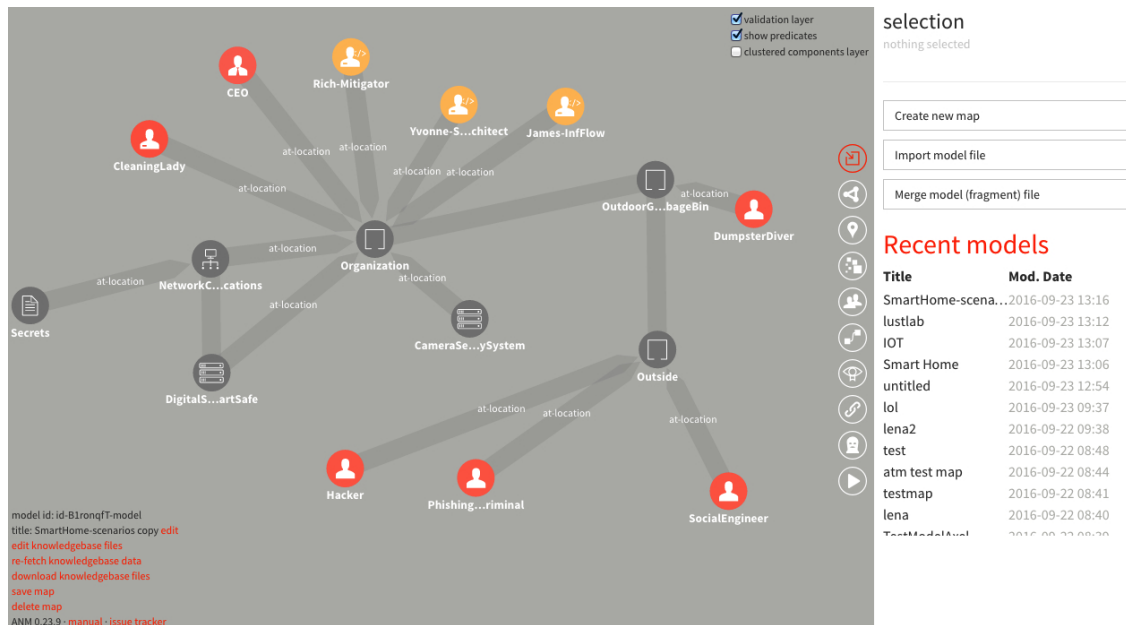 validation layer
show predicates
clustered components layer
selection
nothing selected
Create new map
Import model file
Merge model (fragment) file
Recent models
Title Mod. Date
SmartHome-scena... 2016-09-23 13:16
lustlab 2016-09-23 13:12
IOT 2016-09-23 13:07
Smart Home 2016-09-23 13:06
untitled 2016-09-23 12:54
lol 2016-09-23 09:37
lena2 2016-09-22 09:38
test 2016-09-22 08:48
atm test map 2016-09-22 08:44
testmap 2016-09-22 08:41
lena 2016-09-22 08:40
CEO
Rich-Mitigator
Yvonne-S...chitect
James-InfFlow
CleaningLady
at-location
at-location
at-location
at-location
at-location
OutdoorG...bageBin
at-location
DumpsterDiver
Organization
at-location
at-location
NetworkC...cations
at-location
at-location
Secrets
CameraSe...ySystem
DigitalS...artSafe
Outside
at-location
at-location
at-location
Hacker
Phishing...riminal
SocialEngineer
model id: id-B1ronqfT-model
title: SmartHome-scenarios copy edit
edit knowledgebase files
re-fetch knowledgebase data
download knowledgebase files
save map
delete map
ANM 0.23.9 · manual · issue tracker